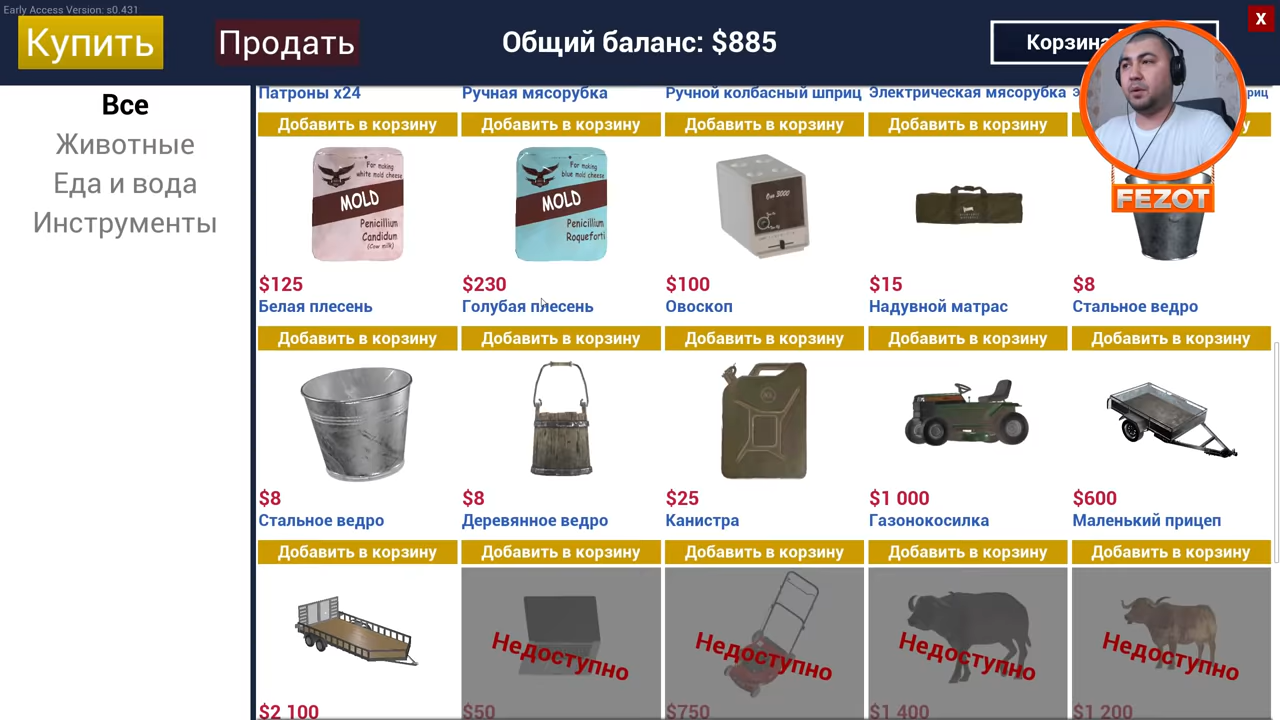 Early Access Version: s0.431
Купить
Продать
Общий баланс: $885
Корзина
X
Все
Животные
Еда и вода
Инструменты
Патроны x24
Ручная мясорубка
Ручной колбасный шприц
Электрическая мясорубка
Добавить в корзину
Добавить в корзину
Добавить в корзину
Добавить в корзину
FEZOT
For making
white mold cheese
MOLD
Penicillium
Candidum
(Cow milk)
For making
blue mold cheese
MOLD
Penicillium
Roqueforti
Ovo 3000
$125
$230
$100
$15
$8
Белая плесень
Голубая плесень
Овоскоп
Надувной матрас
Стальное ведро
Добавить в корзину
Добавить в корзину
Добавить в корзину
Добавить в корзину
Добавить в корзину
$8
$8
$25
$1 000
$600
Стальное ведро
Деревянное ведро
Канистра
Газонокосилка
Маленький прицеп
Добавить в корзину
Добавить в корзину
Добавить в корзину
Добавить в корзину
Добавить в корзину
Недоступно
Недоступно
Недоступно
Недоступно
$2 100
$50
$750
$1 400
$1 200